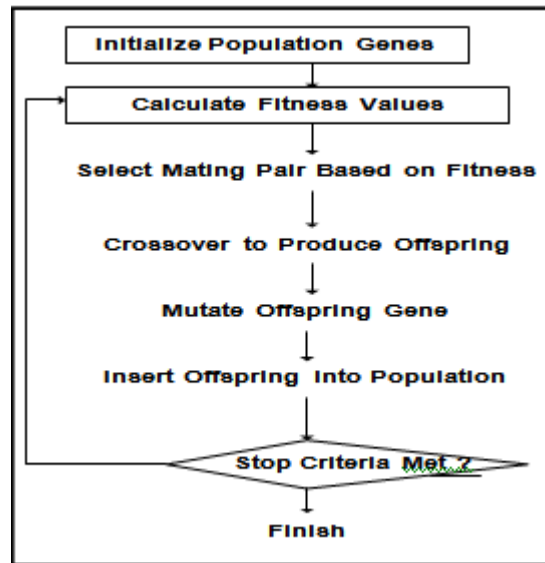 Initialize Population Genes
Calculate Fitness Values
Select Mating Pair Based on Fitness
Crossover to Produce Offspring
Mutate Offspring Gene
Insert Offspring into Population
Stop Criteria Met ?
Finish